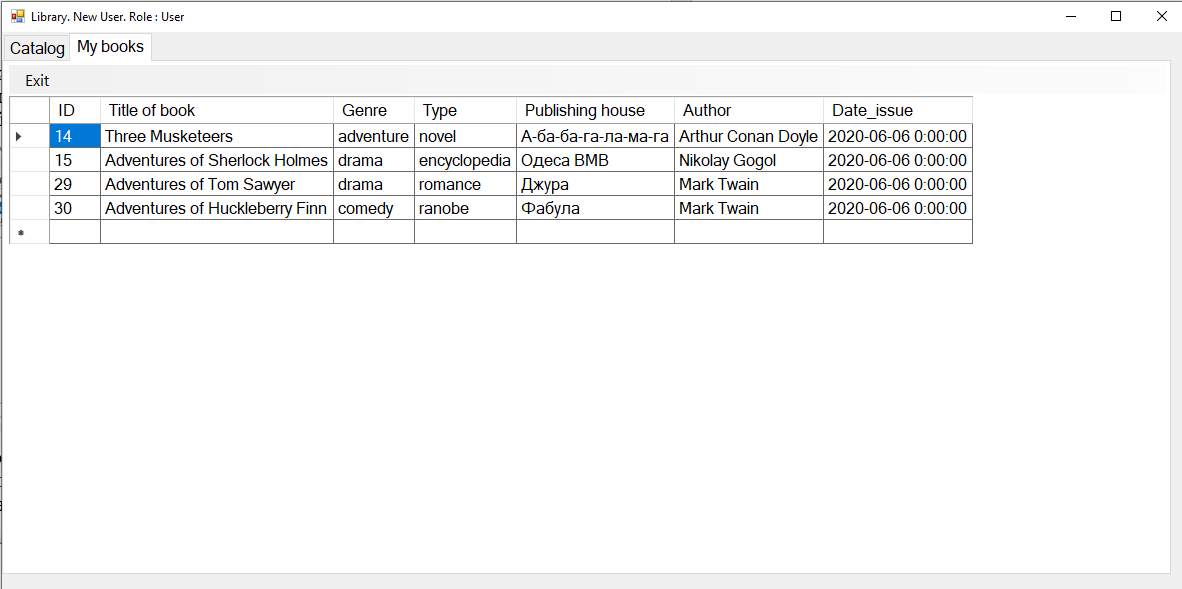 Library. New User. Role : User
Catalog My books
Exit
ID Title of book Genre Type Publishing house Author Date_issue
14 Three Musketeers adventure novel А-ба-ба-га-ла-ма-га Arthur Conan Doyle 2020-06-06 0:00:00
15 Adventures of Sherlock Holmes drama encyclopedia Одеса ВМВ Nikolay Gogol 2020-06-06 0:00:00
29 Adventures of Tom Sawyer drama romance Джура Mark Twain 2020-06-06 0:00:00
30 Adventures of Huckleberry Finn comedy ranobe Фабула Mark Twain 2020-06-06 0:00:00